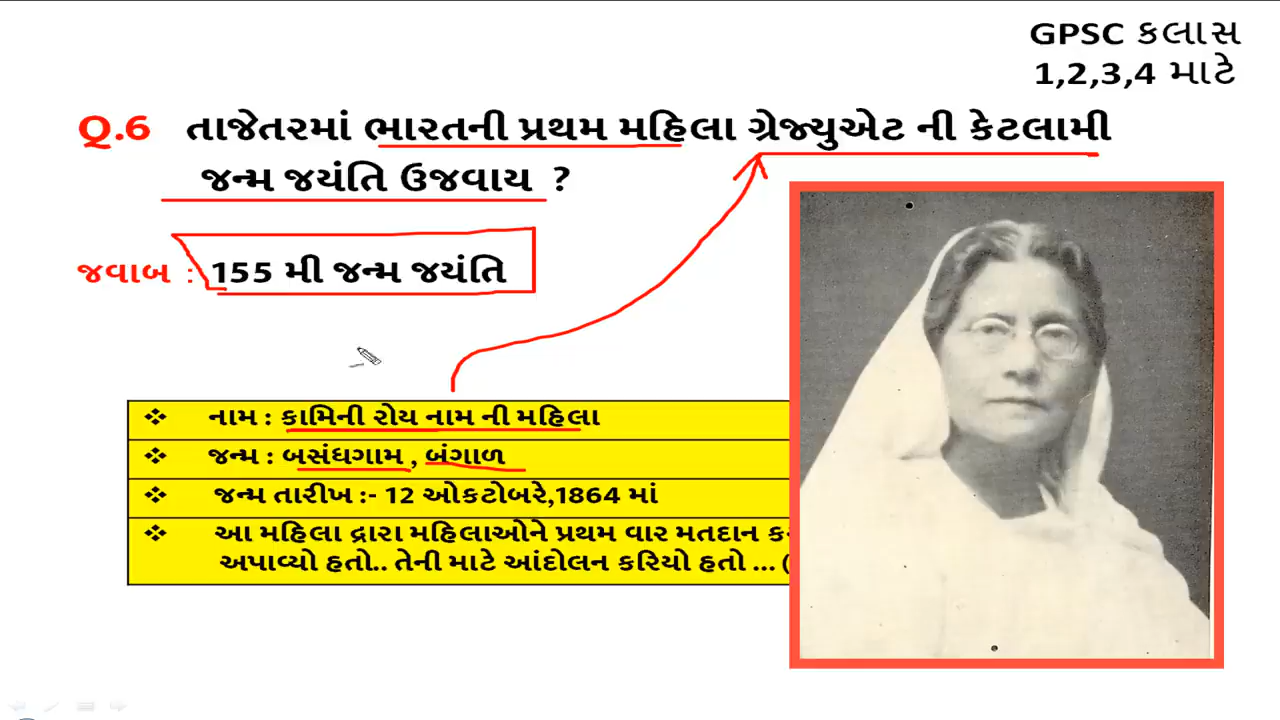 GPSC કલાસ
1,2,3,4 માટે
Q.6 તાજેતરમાં ભારતની પ્રથમ મહિલા ગ્રેજ્યુએટ ની કેટલામી
જન્મ જયંતિ ઉજવાય ?
જવાબ : 155 મી જન્મ જયંતિ
❖ નામ : કામિની રોય નામ ની મહિલા
❖ જન્મ : બસંધગામ , બંગાળ
❖ જન્મ તારીખ :- 12 ઓકટોબરે,1864 માં
❖ આ મહિલા દ્રારા મહિલાઓને પ્રથમ વાર મતદાન
અપાવ્યો હતો.. તેની માટે આંદોલન કરિયો હતો ... (